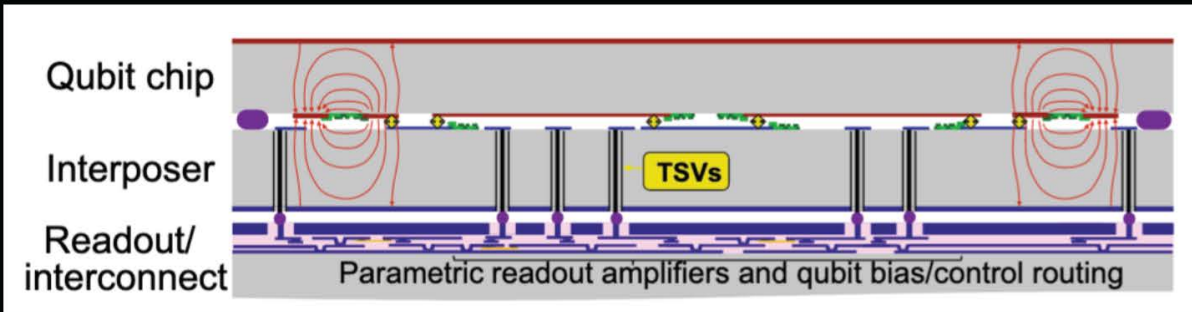 Qubit chip
Interposer
TSVs
Readout/
interconnect
Parametric readout amplifiers and qubit bias/control routing